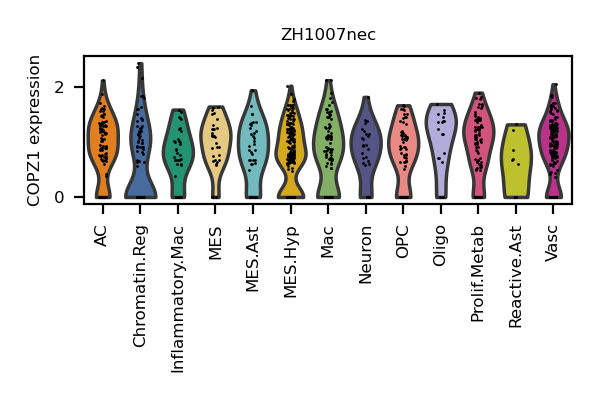 ZH1007nec
COPZ1 expression
2
0
AC
Chromatin.Reg
Inflammatory.Mac
MES
MES.Ast
MES.Hyp
Mac
Neuron
OPC
Oligo
Prolif.Metab
Reactive.Ast
Vasc